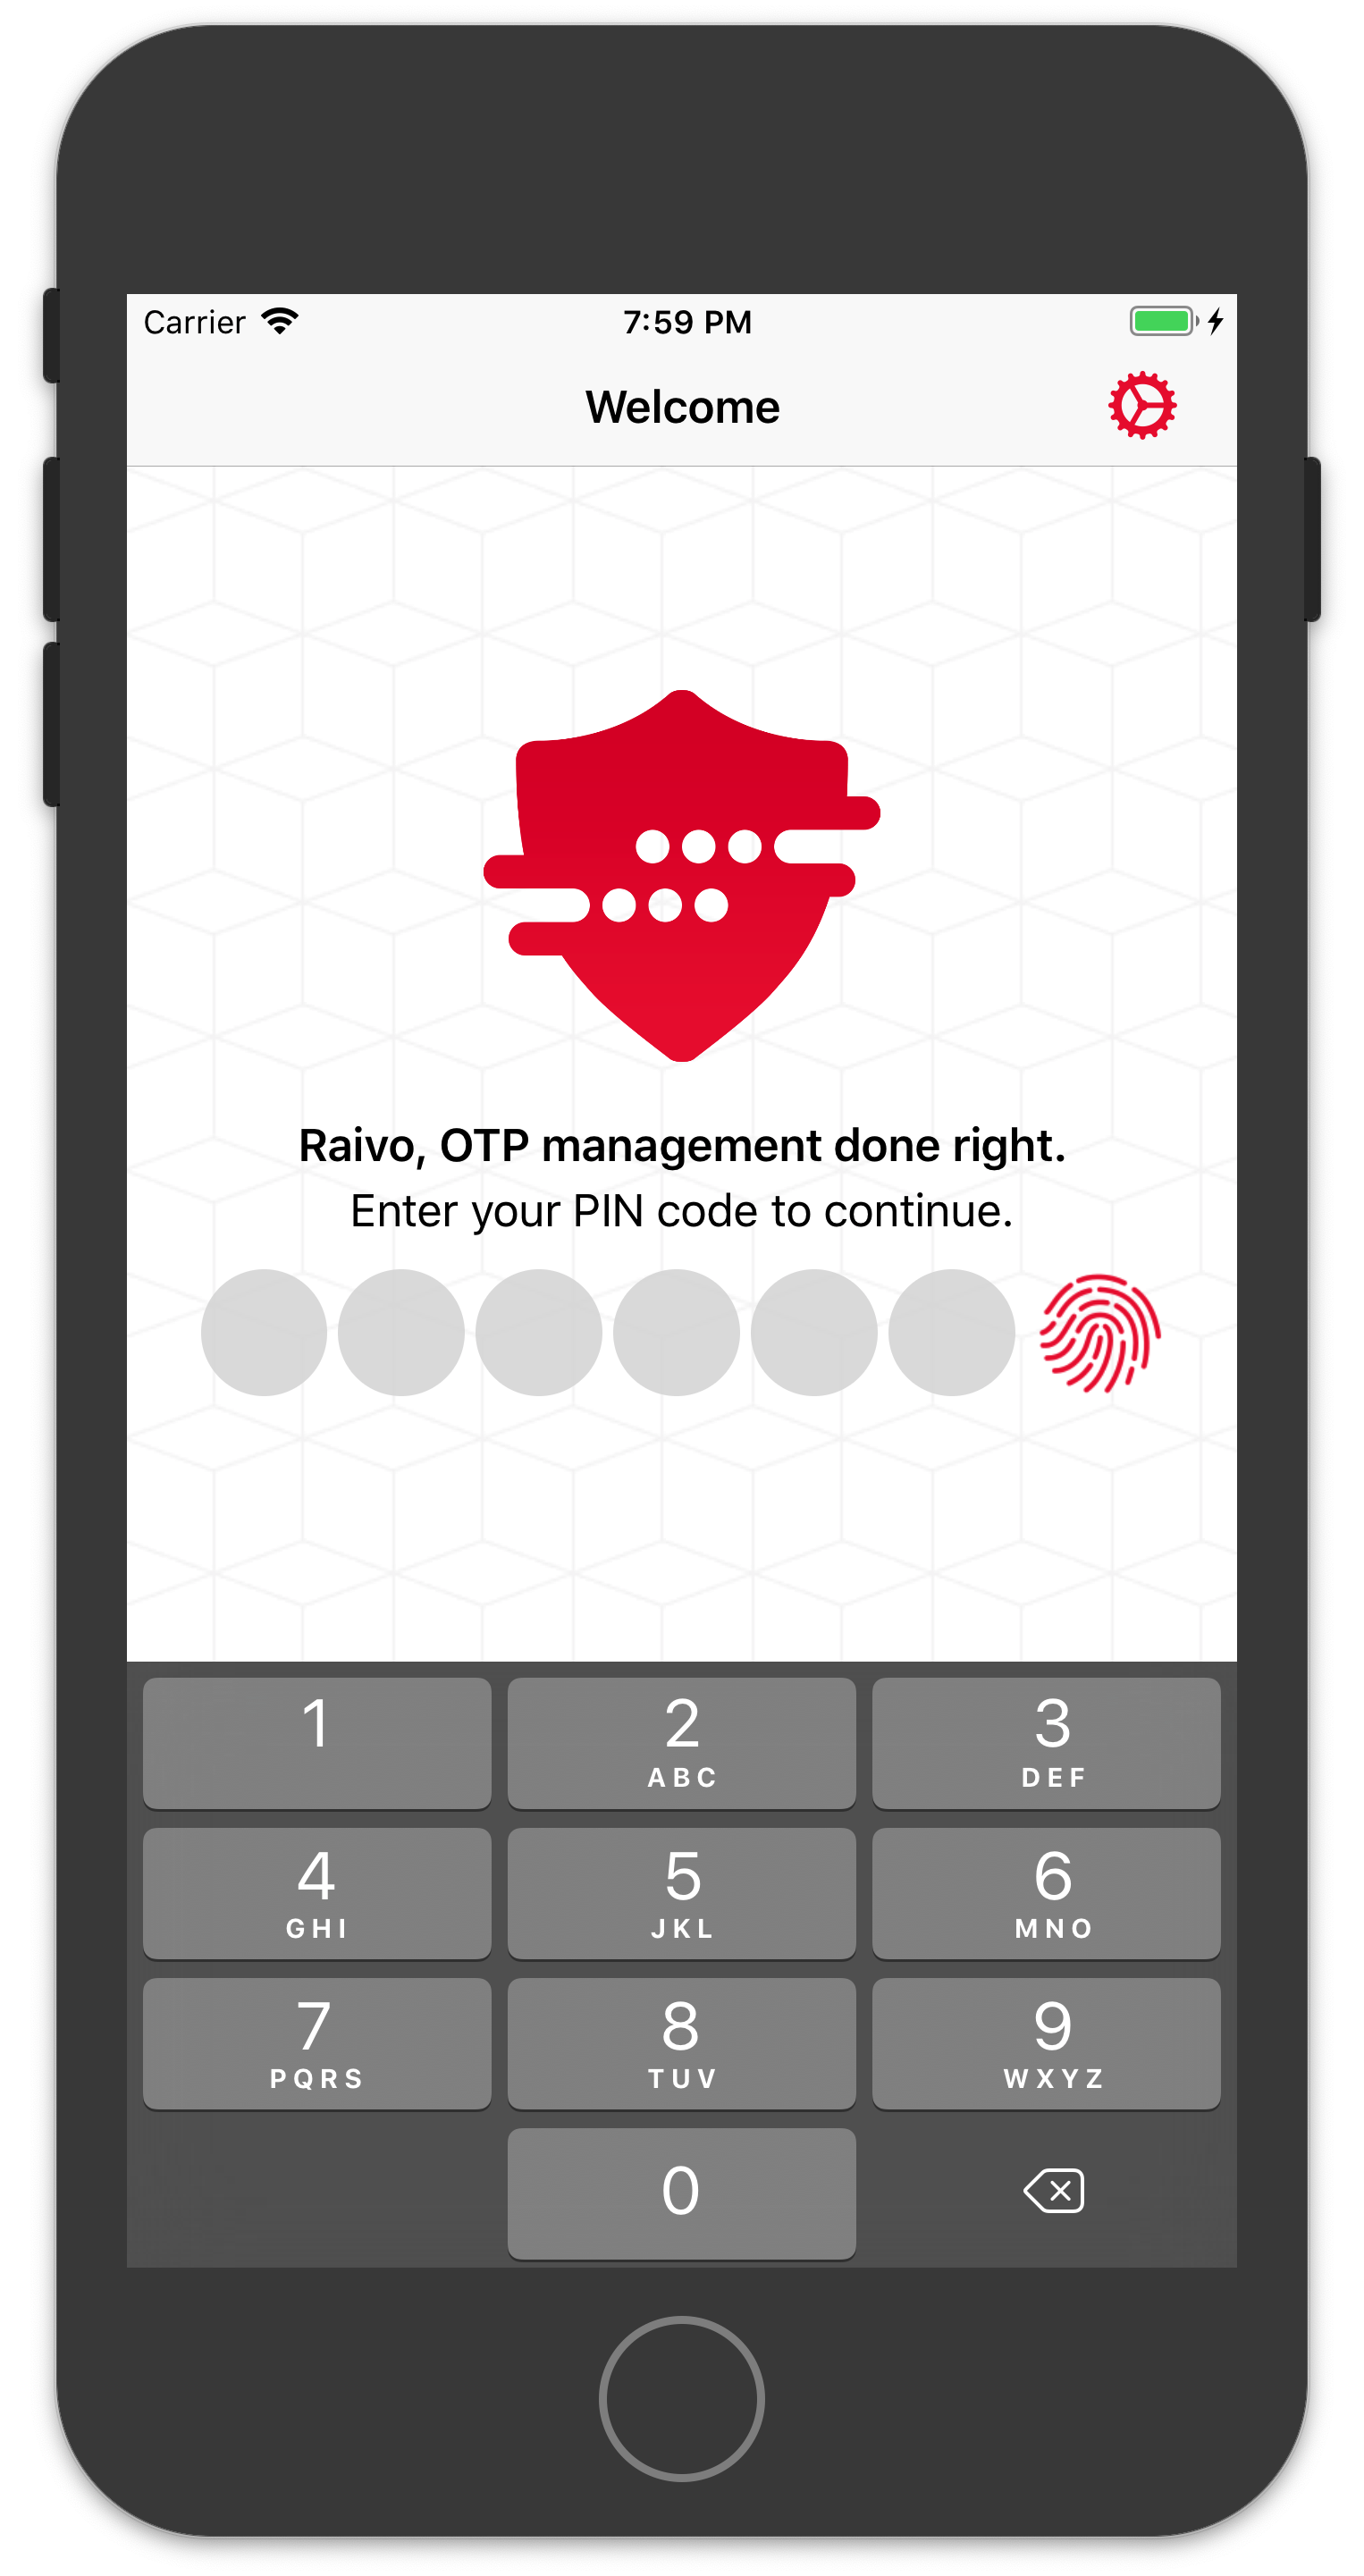 Carrier 7:59 PM
Welcome
Raivo, OTP management done right.
Enter your PIN code to continue.
1 2 3
ABC DEF
4 5 6
GHI JKL MNO
7 8 9
PQRS TUV WXYZ
0